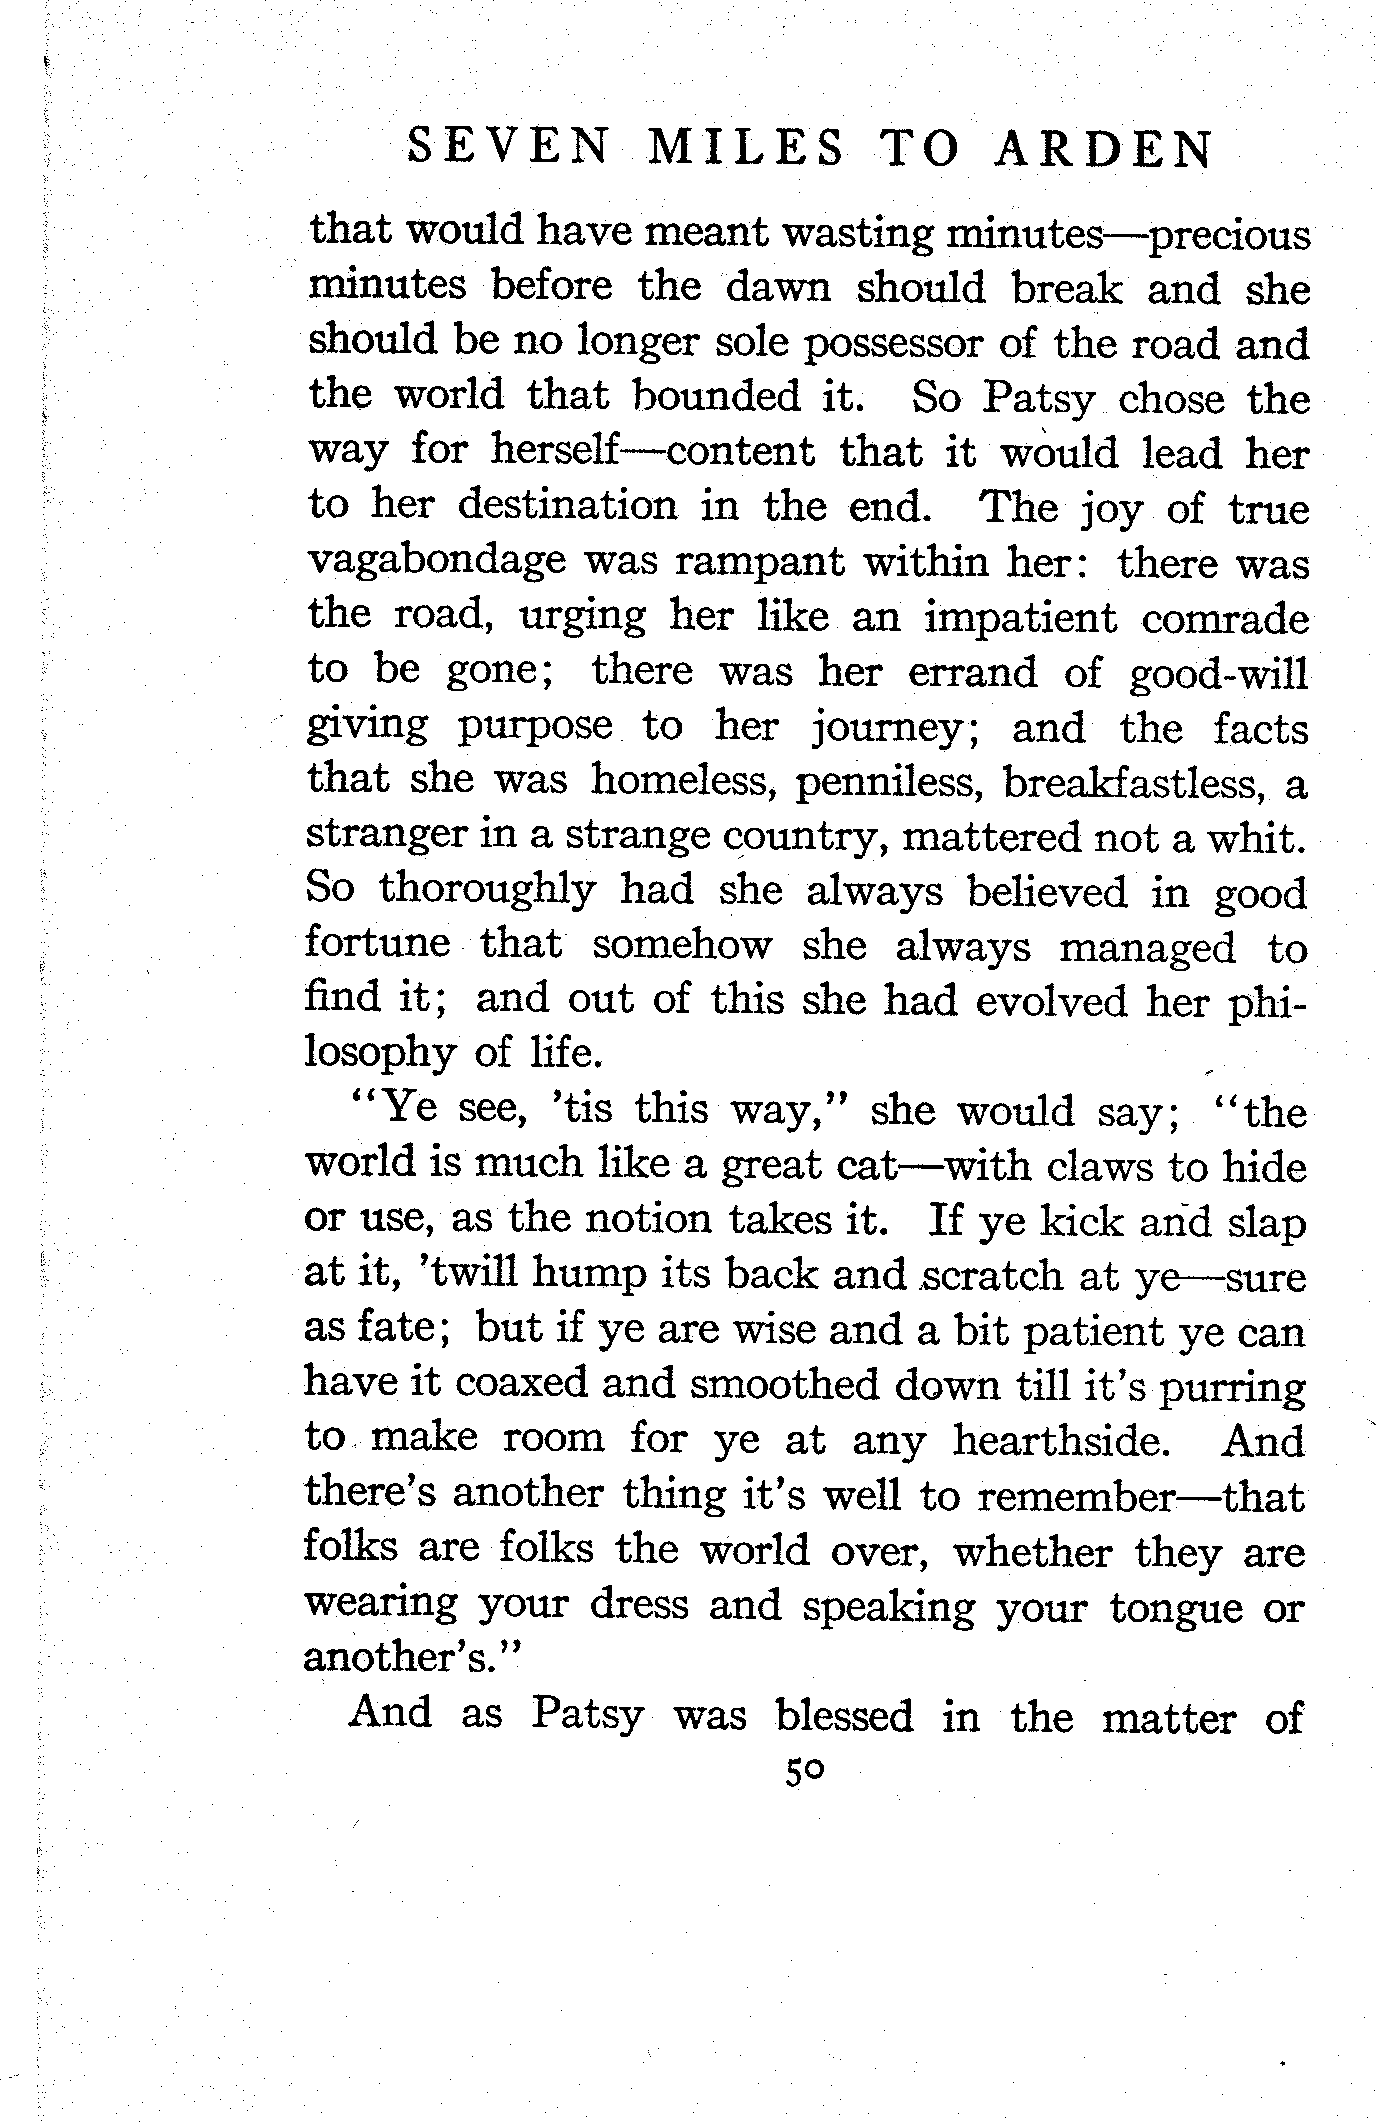 SEVEN MILES TO ARDEN
that would have meant wasting minutes—precious
minutes before the dawn should break and she
should be no longer sole possessor of the road and
the world that bounded it. So Patsy chose the
way for herself—content that it would lead her
to her destination in the end. The joy of true
vagabondage was rampant within her: there was
the road, urging her like an impatient comrade
to be gone; there was her errand of good-will
giving purpose to her journey; and the facts
that she was homeless, penniless, breakfastless, a
stranger in a strange country, mattered not a whit.
So thoroughly had she always believed in good
fortune that somehow she always managed to
find it; and out of this she had evolved her phi-
losophy of life.
"Ye see, 'tis this way," she would say; "the
world is much like a great cat—with claws to hide
or use, as the notion takes it. If ye kick and slap
at it, 'twill hump its back and scratch at ye—sure
as fate; but if ye are wise and a bit patient ye can
have it coaxed and smoothed down till it's purring
to make room for ye at any hearthside. And
there's another thing it's well to remember—that
folks are folks the world over, whether they are
wearing your dress and speaking your tongue or
another's."
And as Patsy was blessed in the matter of
50